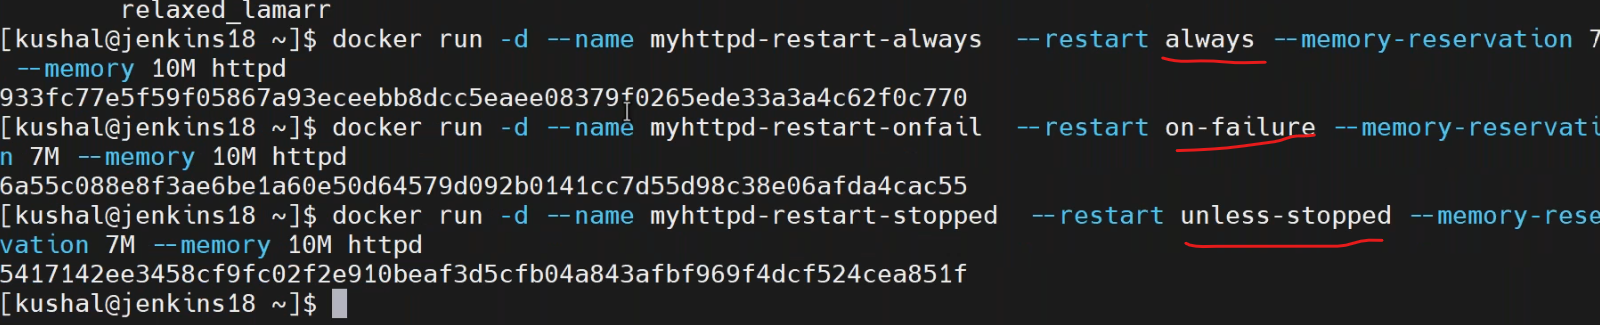 relaxed_lamarr
[kushal@jenkins18 ~]$ docker run -d --name myhttpd-restart-always --restart always --memory-reservation 7
--memory 10M httpd
933fc77e5f59f05867a93eceebb8dcc5eaee08379f0265ede33a3a4c62f0c770
[kushal@jenkins18 ~]$ docker run -d --name myhttpd-restart-onfail --restart on-failure --memory-reservati
n 7M --memory 10M httpd
6a55c088e8f3ae6be1a60e50d64579d092b0141cc7d55d98c38e06afda4cac55
[kushal@jenkins18 ~]$ docker run -d --name myhttpd-restart-stopped --restart unless-stopped --memory-rese
vation 7M --memory 10M httpd
5417142ee3458cf9fc02f2e910beaf3d5cfb04a843afbf969f4dcf524cea851f
[kushal@jenkins18 ~]$